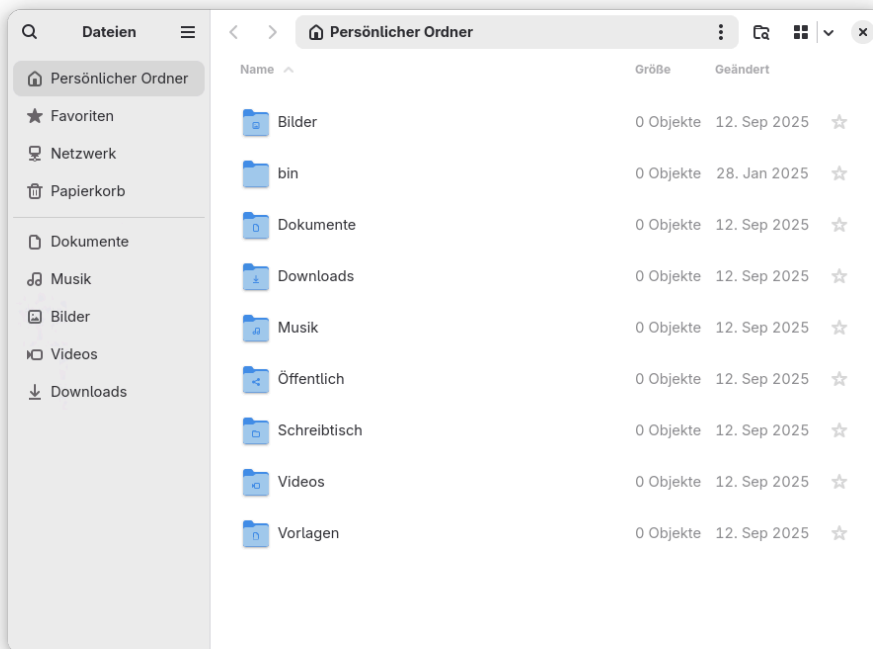 Dateien
Persönlicher Ordner
Favoriten
Netzwerk
Papierkorb
Dokumente
Musik
Bilder
Videos
Downloads
Persönlicher Ordner
Name Größe Geändert
Bilder 0 Objekte 12. Sep 2025
bin 0 Objekte 28. Jan 2025
Dokumente 0 Objekte 12. Sep 2025
Downloads 0 Objekte 12. Sep 2025
Musik 0 Objekte 12. Sep 2025
Öffentlich 0 Objekte 12. Sep 2025
Schreibtisch 0 Objekte 12. Sep 2025
Videos 0 Objekte 12. Sep 2025
Vorlagen 0 Objekte 12. Sep 2025